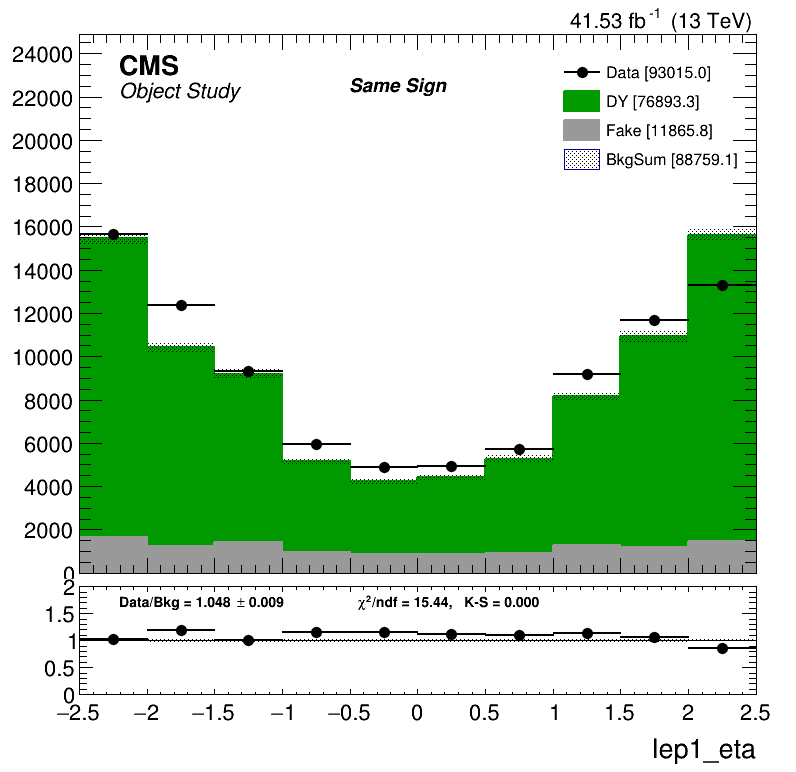 41.53 fb⁻¹ (13 TeV)
CMS
Object Study
Same Sign
Data [93015.0]
DY [76893.3]
Fake [11865.8]
BkgSum [88759.1]
24000
22000
20000
18000
16000
14000
12000
10000
8000
6000
4000
2000
0
Data/Bkg = 1.048 ± 0.009
χ²/ndf = 15.44, K-S = 0.000
2
1.5
1
0.5
0
−2.5 −2 −1.5 −1 −0.5 0 0.5 1 1.5 2 2.5
lep1_eta